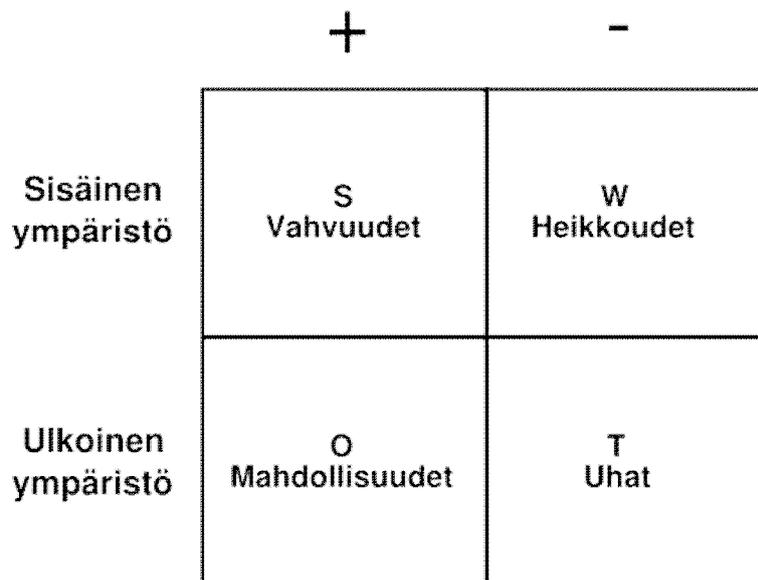 + -
Sisäinen
ympäristö
S
Vahvuudet
W
Heikkoudet
Ulkoinen
ympäristö
O
Mahdollisuudet
T
Uhat